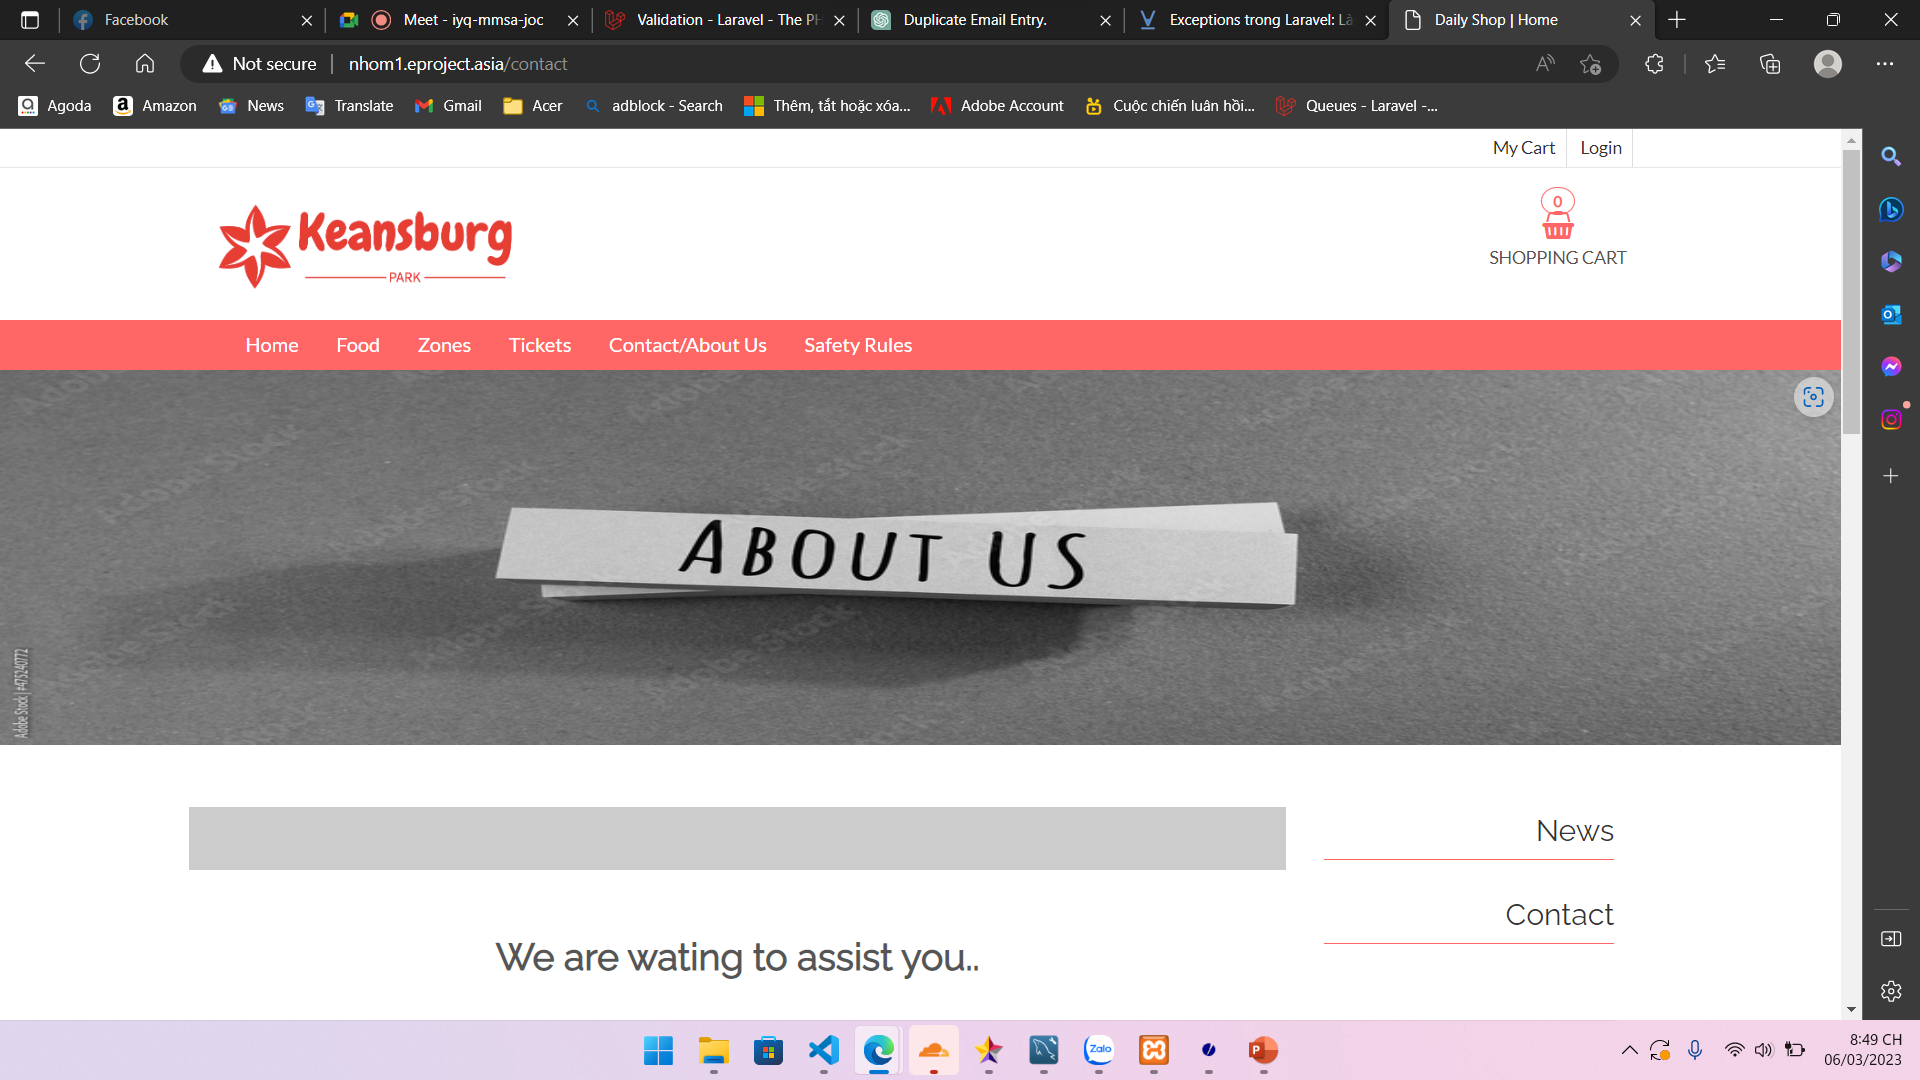 Facebook
Meet - iyq-mmsa-joc
Validation - Laravel - The PH
Duplicate Email Entry.
Exceptions trong Laravel: Là
Daily Shop | Home
Not secure
nhom1.eproject.asia/contact
Agoda
Amazon
News
Translate
Gmail
Acer
adblock - Search
Thêm, tắt hoặc xóa...
Adobe Account
Cuộc chiến luân hồi...
Queues - Laravel -...
My Cart
Login
Keansburg
PARK
0
SHOPPING CART
Home
Food
Zones
Tickets
Contact/About Us
Safety Rules
ABOUT US
Adobe Stock | #475240772
News
Contact
We are wating to assist you..
Zalo
8:49 CH
06/03/2023